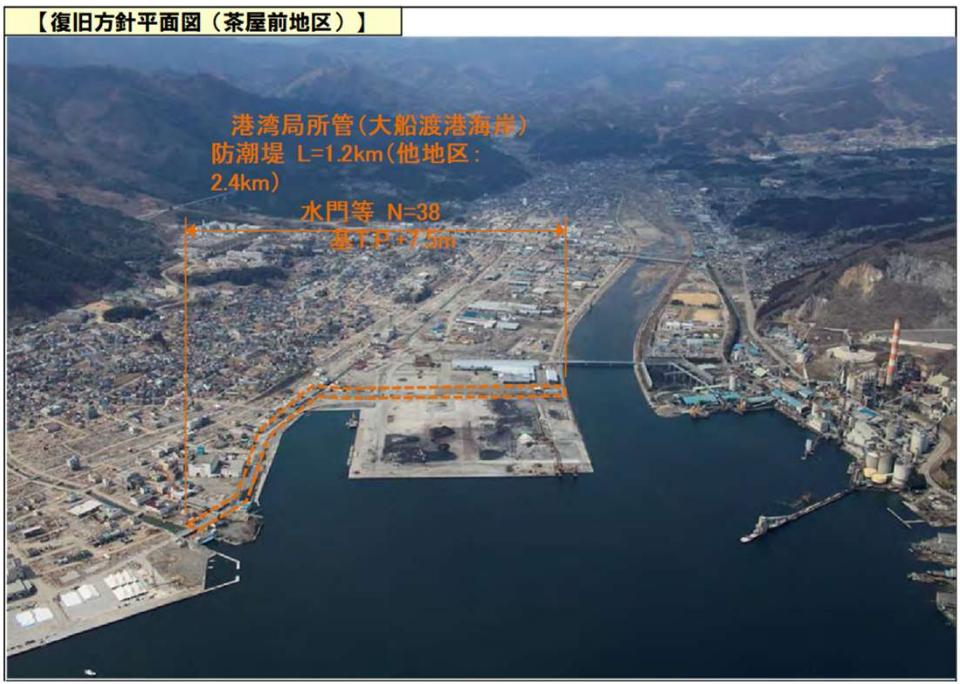 【復旧方針平面図（茶屋前地区）】
港湾局所管(大船渡港海岸)
防潮堤 L=1.2km(他地区:
2.4km)
水門等 N=38
基T.P.+7.5m